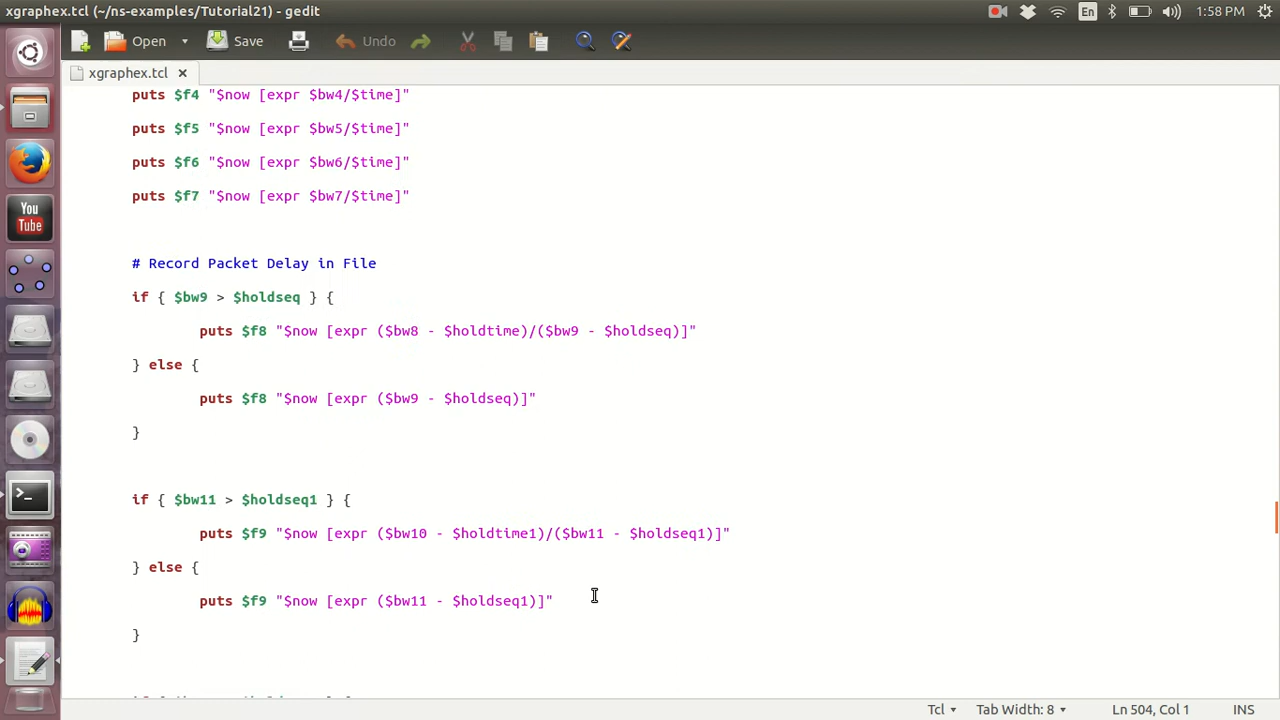 xgraphex.tcl (~/ns-examples/Tutorial21) - gedit
En
1:58 PM
Open
Save
Undo
xgraphex.tcl
puts $f4 "$now [expr $bw4/$time]"
puts $f5 "$now [expr $bw5/$time]"
puts $f6 "$now [expr $bw6/$time]"
puts $f7 "$now [expr $bw7/$time]"
# Record Packet Delay in File
if { $bw9 > $holdseq } {
puts $f8 "$now [expr ($bw8 - $holdtime)/($bw9 - $holdseq)]"
} else {
puts $f8 "$now [expr ($bw9 - $holdseq)]"
}
if { $bw11 > $holdseq1 } {
puts $f9 "$now [expr ($bw10 - $holdtime1)/($bw11 - $holdseq1)]"
} else {
puts $f9 "$now [expr ($bw11 - $holdseq1)]"
}
You
Tube
Tcl
Tab Width: 8
Ln 504, Col 1
INS